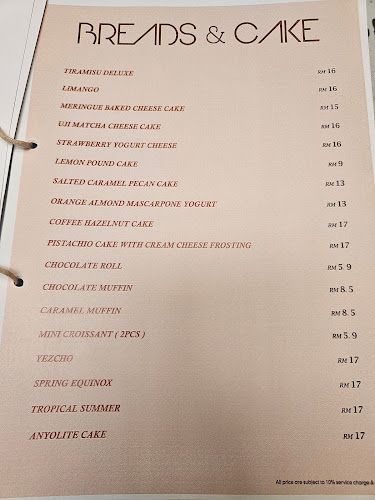 BREADS & CAKE
TIRAMISU DELUXE RM 16
LIMANGO RM 16
MERINGUE BAKED CHEESE CAKE RM 15
UJI MATCHA CHEESE CAKE RM 16
STRAWBERRY YOGURT CHEESE RM 16
LEMON POUND CAKE RM 9
SALTED CARAMEL PECAN CAKE RM 13
ORANGE ALMOND MASCARPONE YOGURT RM 13
COFFEE HAZELNUT CAKE RM 17
PISTACHIO CAKE WITH CREAM CHEESE FROSTING RM 17
CHOCOLATE ROLL RM 5. 9
CHOCOLATE MUFFIN RM 8. 5
CARAMEL MUFFIN RM 8. 5
MINI CROISSANT ( 2PCS ) RM 5. 9
YEZCHO RM 17
SPRING EQUINOX RM 17
TROPICAL SUMMER RM 17
ANYOLITE CAKE RM 17
All price are subject to 10% service charge &